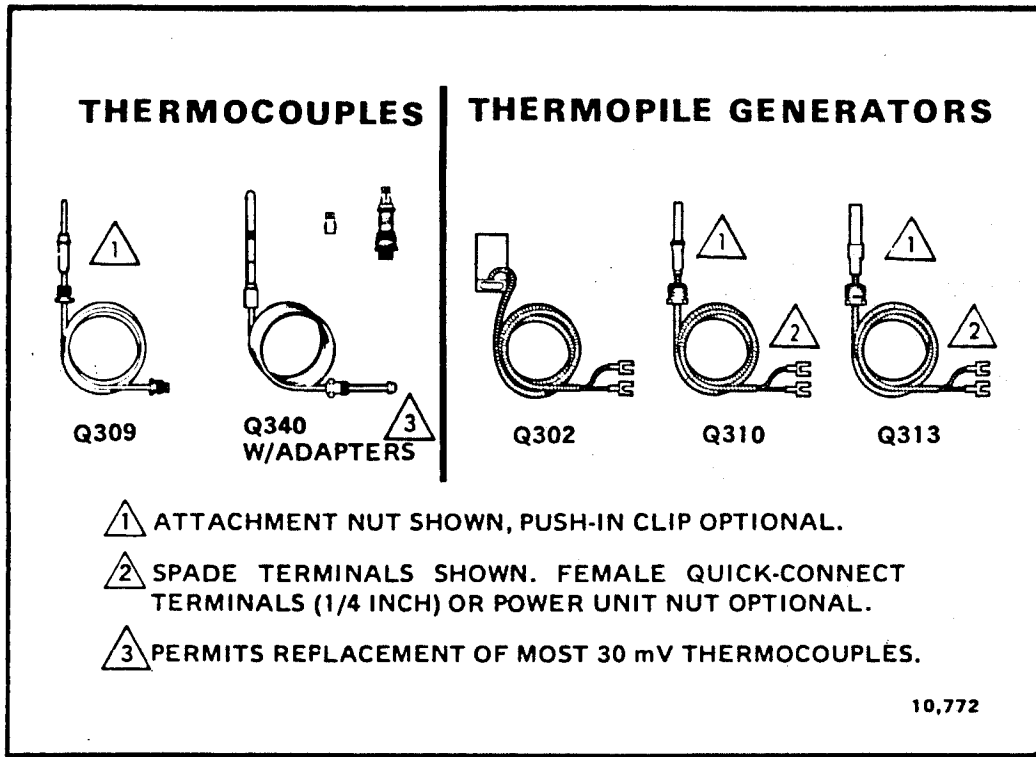 THERMOCOUPLES
THERMOPILE GENERATORS
1
3
1
2
1
2
Q309
Q340
W/ADAPTERS
Q302
Q310
Q313
1 ATTACHMENT NUT SHOWN, PUSH-IN CLIP OPTIONAL.
2 SPADE TERMINALS SHOWN. FEMALE QUICK-CONNECT
TERMINALS (1/4 INCH) OR POWER UNIT NUT OPTIONAL.
3 PERMITS REPLACEMENT OF MOST 30 mV THERMOCOUPLES.
10,772